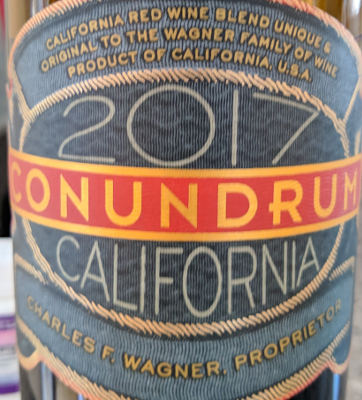 CALIFORNIA RED WINE BLEND UNIQUE &
ORIGINAL TO THE WAGNER FAMILY OF WINE
PRODUCT OF CALIFORNIA, U.S.A.
2017
CONUNDRUM
CALIFORNIA
CHARLES F. WAGNER, PROPRIETOR